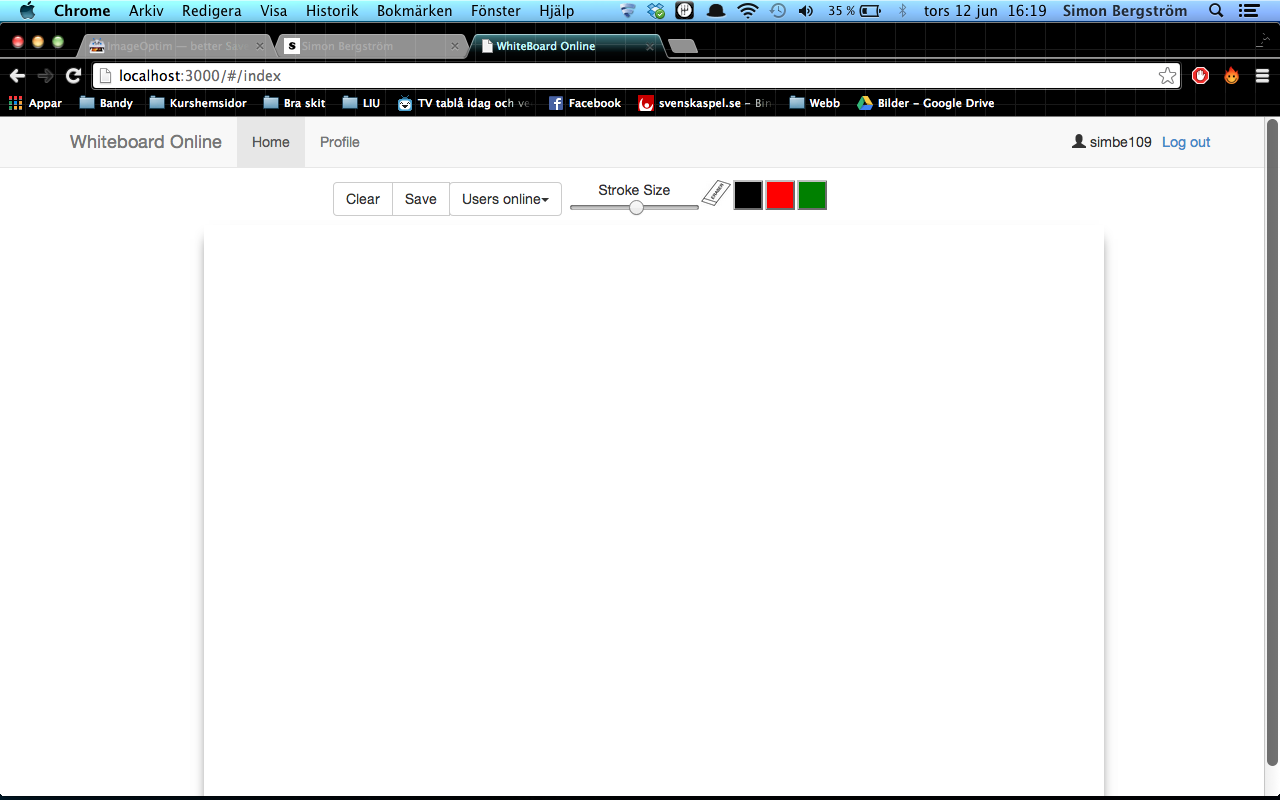 Chrome Arkiv Redigera Visa Historik Bokmärken Fönster Hjälp 35 % tors 12 jun 16:19 Simon Bergström
ImageOptim — better Sav
S Simon Bergström
WhiteBoard Online
localhost:3000/#/index
Appar Bandy Kurshemsidor Bra skit LIU TV tablå idag och Facebook svenskaspel.se – Webb Bilder – Google Drive
Whiteboard Online Home Profile simbe109 Log out
Clear Save Users online Stroke Size ERASER